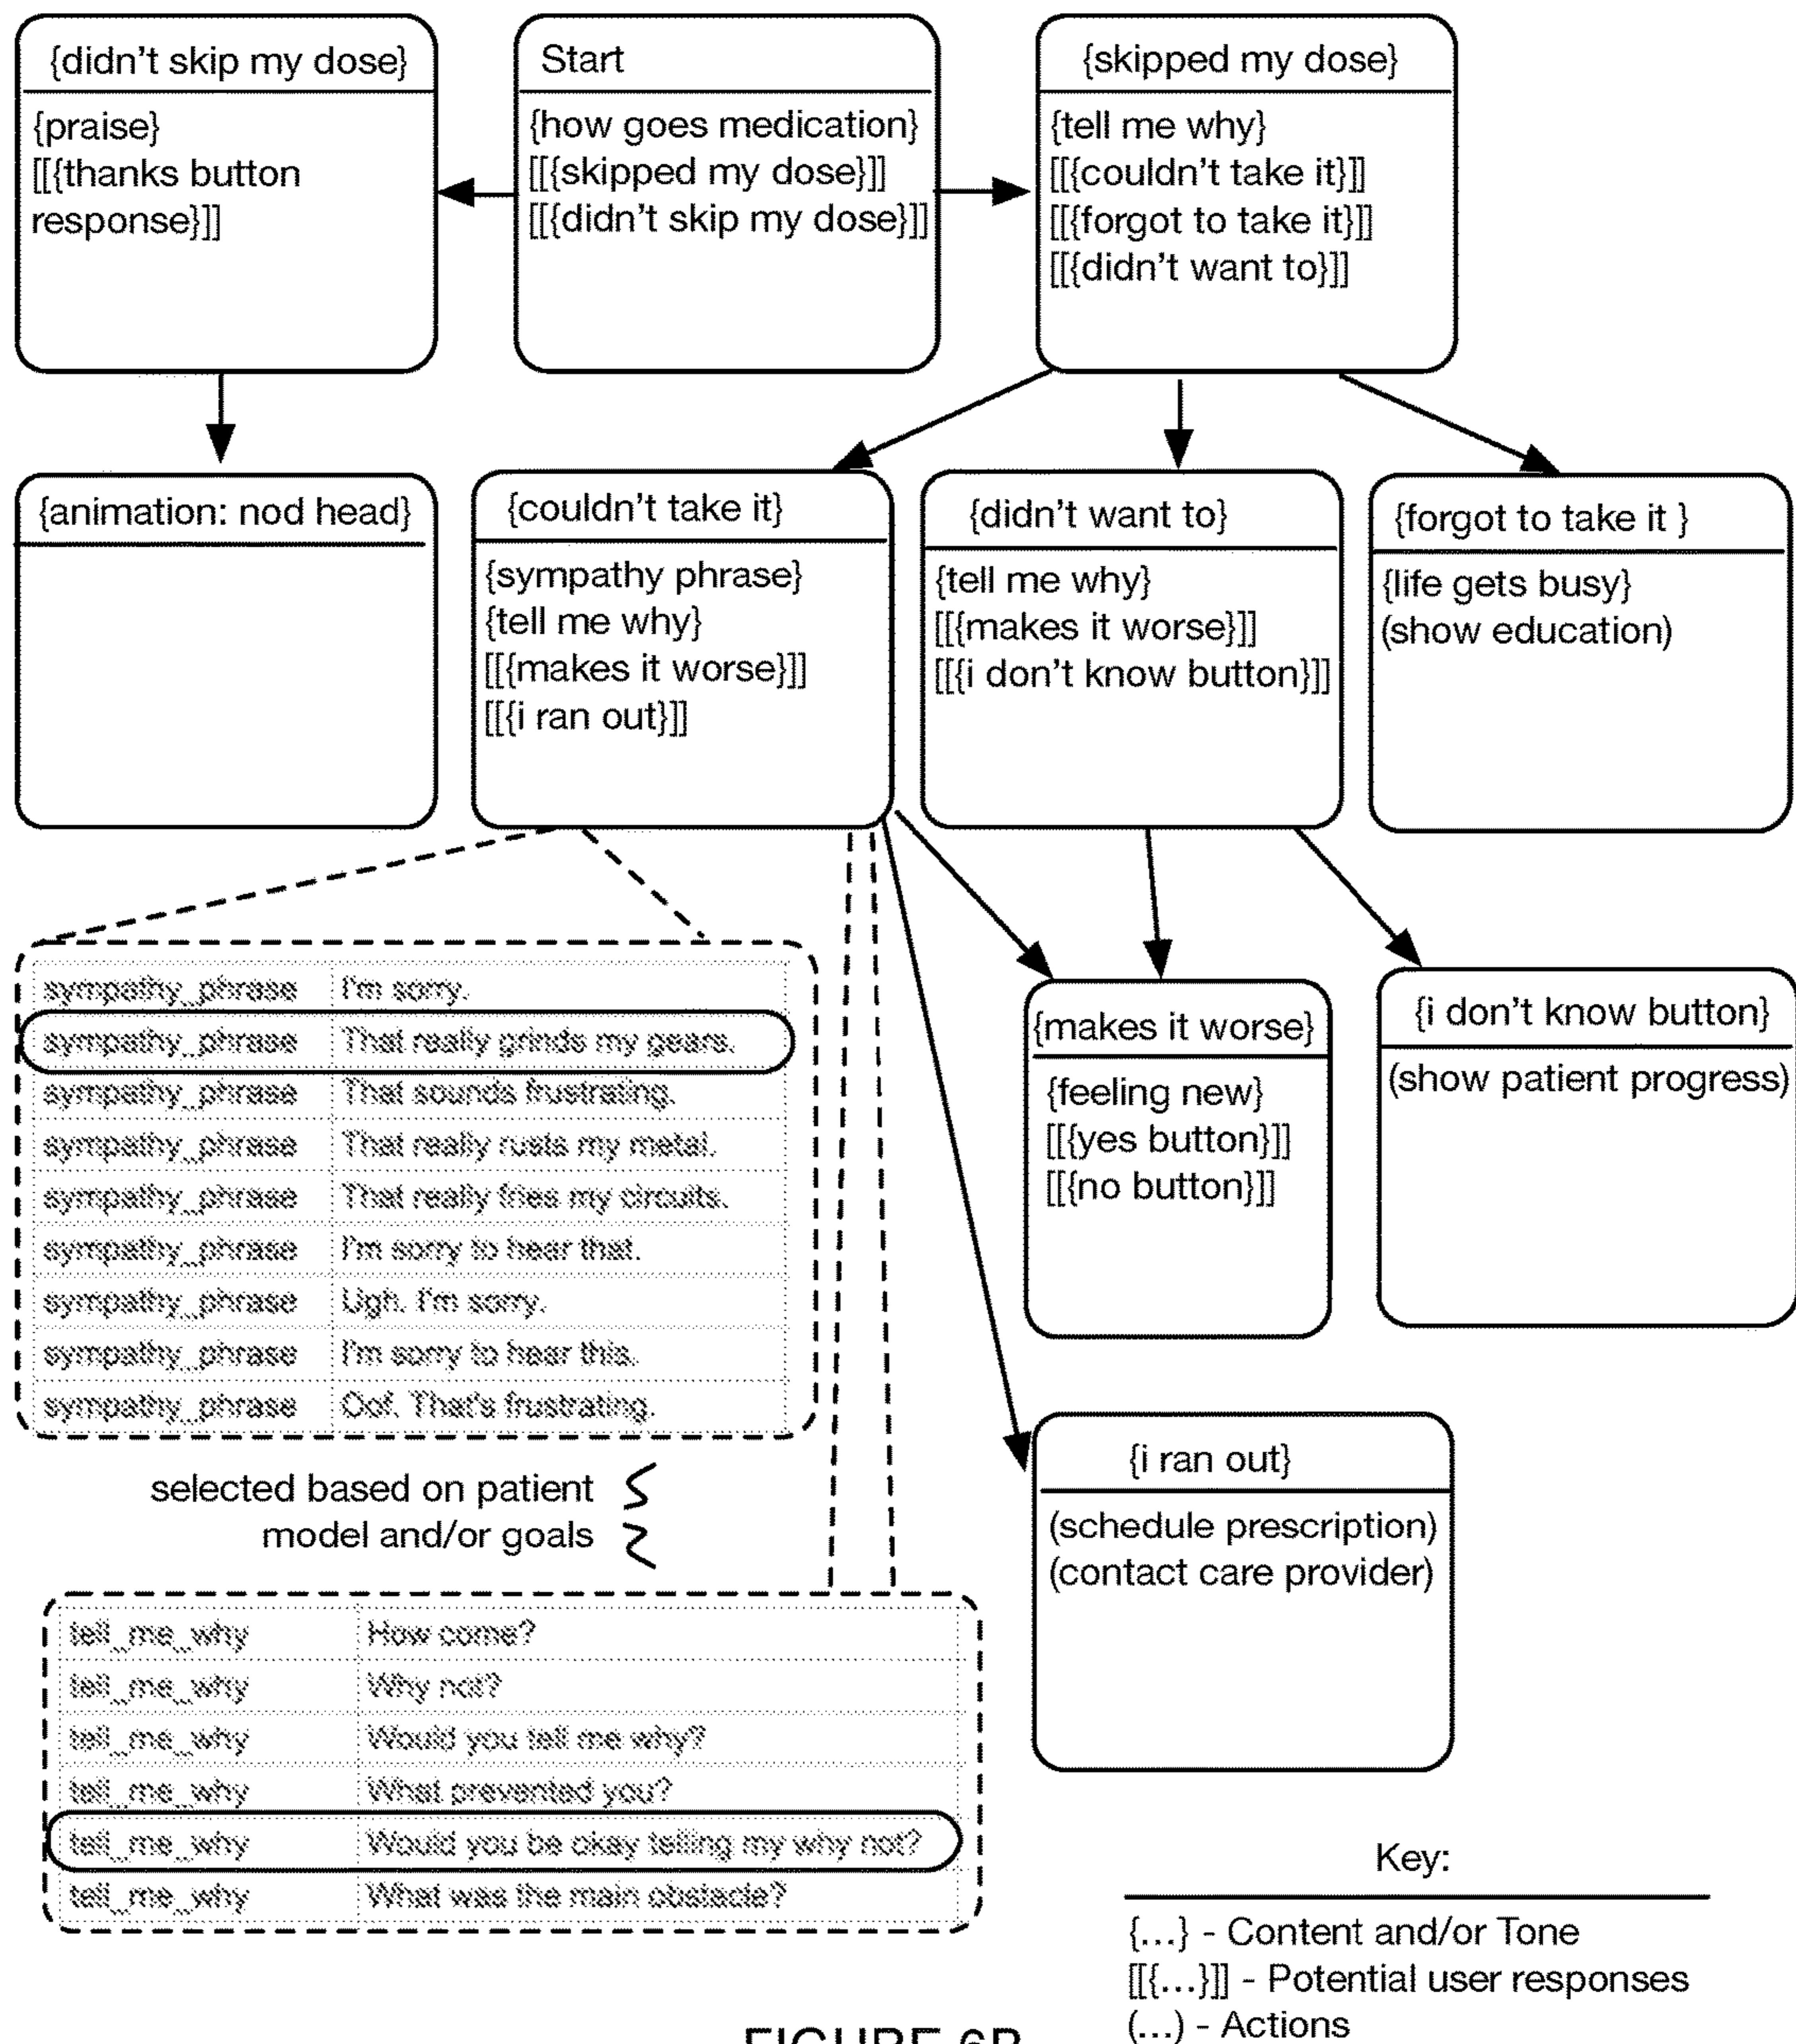 {didn't skip my dose}
{praise}
[[{thanks button
response}]]
Start
{how goes medication}
[[{skipped my dose}]]
[[{didn't skip my dose}]]
{skipped my dose}
{tell me why}
[[{couldn't take it}]]
[[{forgot to take it}]]
[[{didn't want to}]]
{animation: nod head}
{couldn't take it}
{sympathy phrase}
{tell me why}
[[{makes it worse}]]
[[{i ran out}]]
{didn't want to}
{tell me why}
[[{makes it worse}]]
[[{i don't know button}]]
{forgot to take it }
{life gets busy}
(show education)
sympathy_phrase I'm sorry.
sympathy_phrase That really grinds my gears.
sympathy_phrase That sounds frustrating.
sympathy_phrase That really rusts my metal.
sympathy_phrase That really fries my circuits.
sympathy_phrase I'm sorry to hear that.
sympathy_phrase Ugh. I'm sorry.
sympathy_phrase I'm sorry to hear this.
sympathy_phrase Oof. That's frustrating.
{makes it worse}
{feeling new}
[[{yes button}]]
[[{no button}]]
{i don't know button}
(show patient progress)
selected based on patient
model and/or goals
{i ran out}
(schedule prescription)
(contact care provider)
tell_me_why How come?
tell_me_why Why not?
tell_me_why Would you tell me why?
tell_me_why What prevented you?
tell_me_why Would you be okay telling my why not?
tell_me_why What was the main obstacle?
Key:
{...} - Content and/or Tone
[[{...}]] - Potential user responses
(...) - Actions
FIGURE 6B